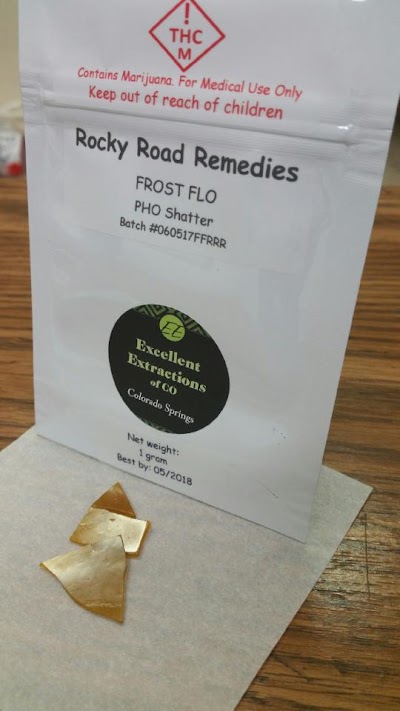 !
THC
M
Contains Marijuana. For Medical Use Only
Keep out of reach of children
Rocky Road Remedies
FROST FLO
PHO Shatter
Batch #060517FFRRR
EE
Excellent
Extractions
of CO
Colorado Springs
Net weight:
1 gram
Best by: 05/2018